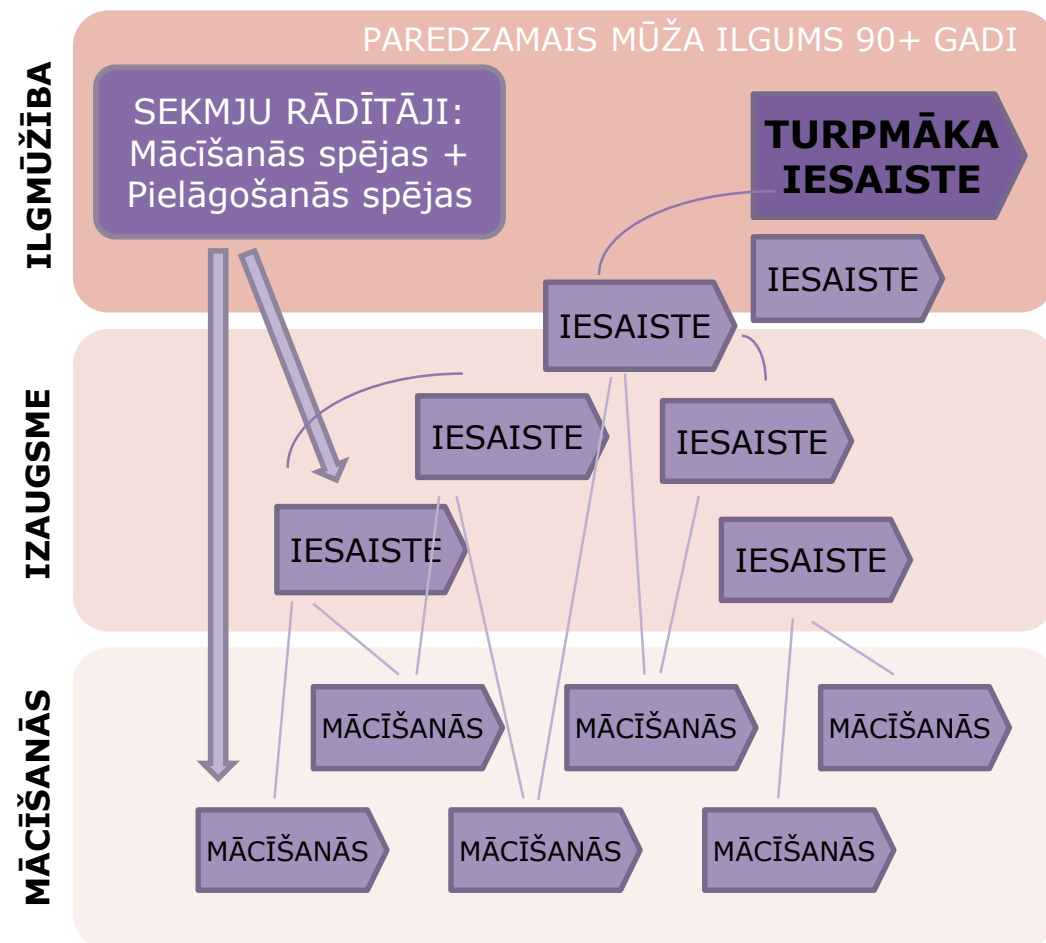 PAREDZAMAIS MŪŽA ILGUMS 90+ GADI
ILGMŪŽĪBA
SEKMJU RĀDĪTĀJI:
Mācīšanās spējas +
Pielāgošanās spējas
TURPMĀKA
IESAISTE
IESAISTE
IESAISTE
IZAUGSME
IESAISTE
IESAISTE
IESAISTE
IESAISTE
MĀCĪŠANĀS
MĀCĪŠANĀS
MĀCĪŠANĀS
MĀCĪŠANĀS
MĀCĪŠANĀS
MĀCĪŠANĀS
MĀCĪŠANĀS